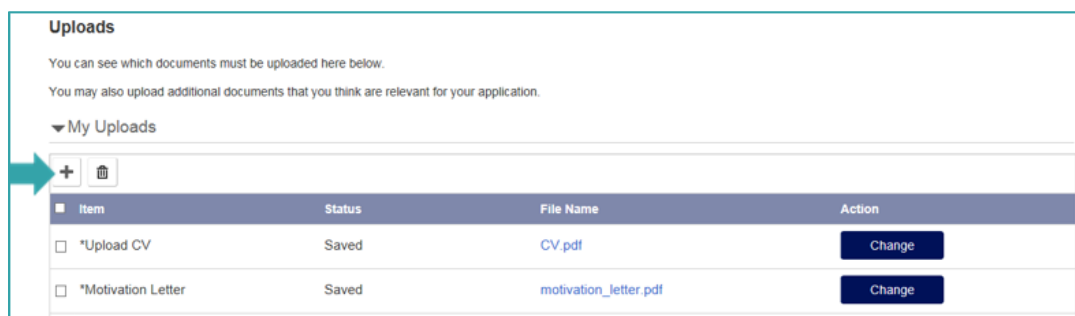 Uploads
You can see which documents must be uploaded here below.
You may also upload additional documents that you think are relevant for your application.
My Uploads
Item Status File Name Action
*Upload CV Saved CV.pdf Change
*Motivation Letter Saved motivation_letter.pdf Change